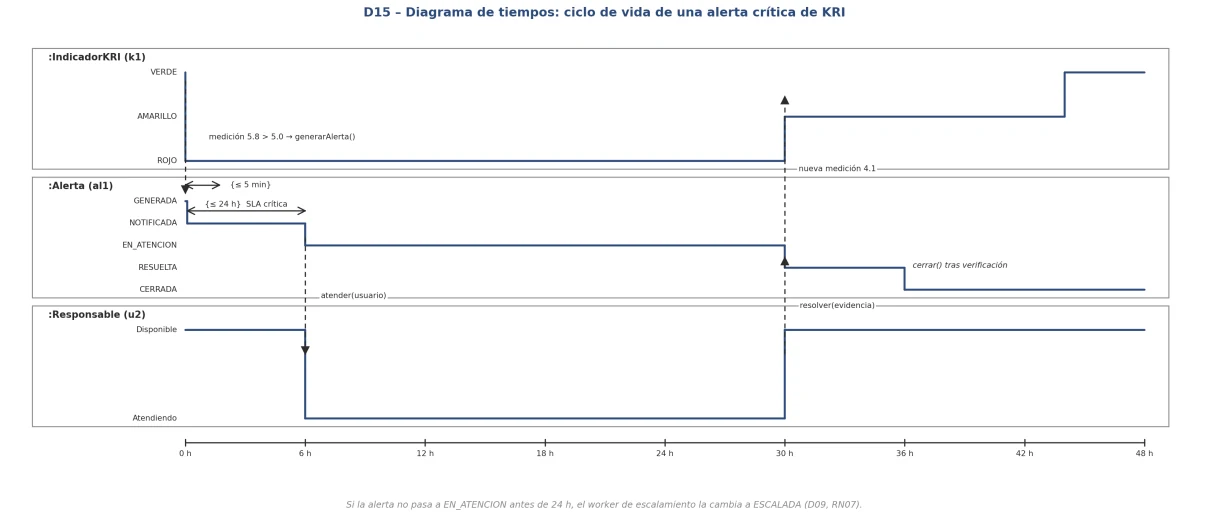 D15 – Diagrama de tiempos: ciclo de vida de una alerta crítica de KRI
:IndicadorKRI (k1)
VERDE
AMARILLO
medición 5.8 > 5.0 → generarAlerta()
ROJO
nueva medición 4.1
:Alerta (al1)
{≤ 5 min}
GENERADA
{≤ 24 h} SLA crítica
NOTIFICADA
EN_ATENCION
RESUELTA
cerrar() tras verificación
CERRADA
atender(usuario)
resolver(evidencia)
:Responsable (u2)
Disponible
Atendiendo
0 h 6 h 12 h 18 h 24 h 30 h 36 h 42 h 48 h
Si la alerta no pasa a EN_ATENCION antes de 24 h, el worker de escalamiento la cambia a ESCALADA (D09, RN07).